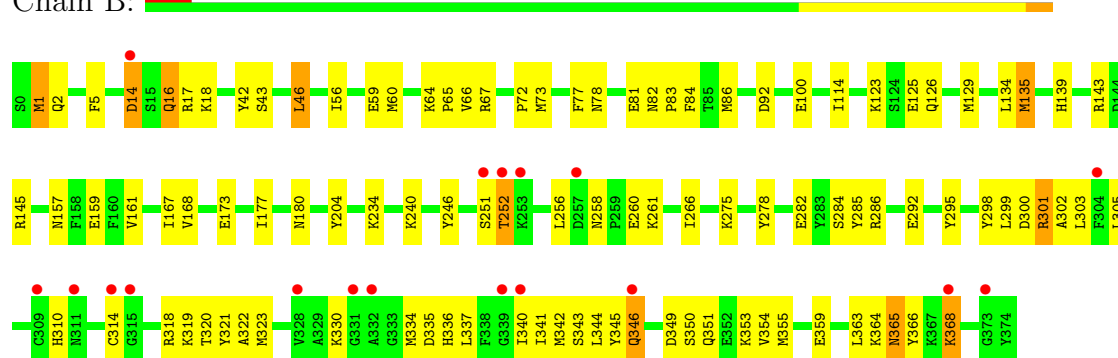 Chain B:
S0 M1 Q2 F5 D14 S15 Q16 R17 K18 Y42 S43 L46 I56 E59 M60 K64 P65 V66 R67 F72 M73 F77 N78 E81 N82 P83 F84 T85 M86 D92 E100 I114 K123 S124 E125 Q126 M129 L134 M135 H139 R143 D144
R145 N157 F158 E159 F160 V161 I167 V168 E173 I177 N180 Y204 K234 K240 Y246 S251 T252 K253 L256 D257 N258 P259 E260 K261 I266 K275 Y278 E282 Y283 S284 Y285 R286 E292 Y295 Y298 L299 D300 R301 A302 L303 F304 L305
C309 H310 N311 C314 G315 R318 K319 T320 Y321 A322 M323 V328 A329 K330 G331 A332 G333 M334 D335 H336 L337 F338 G339 I340 I341 M342 S343 L344 Y345 Q346 D349 S350 Q351 E352 K353 V354 M355 E359 L363 K364 N365 Y366 K367 K368 G373 Y374